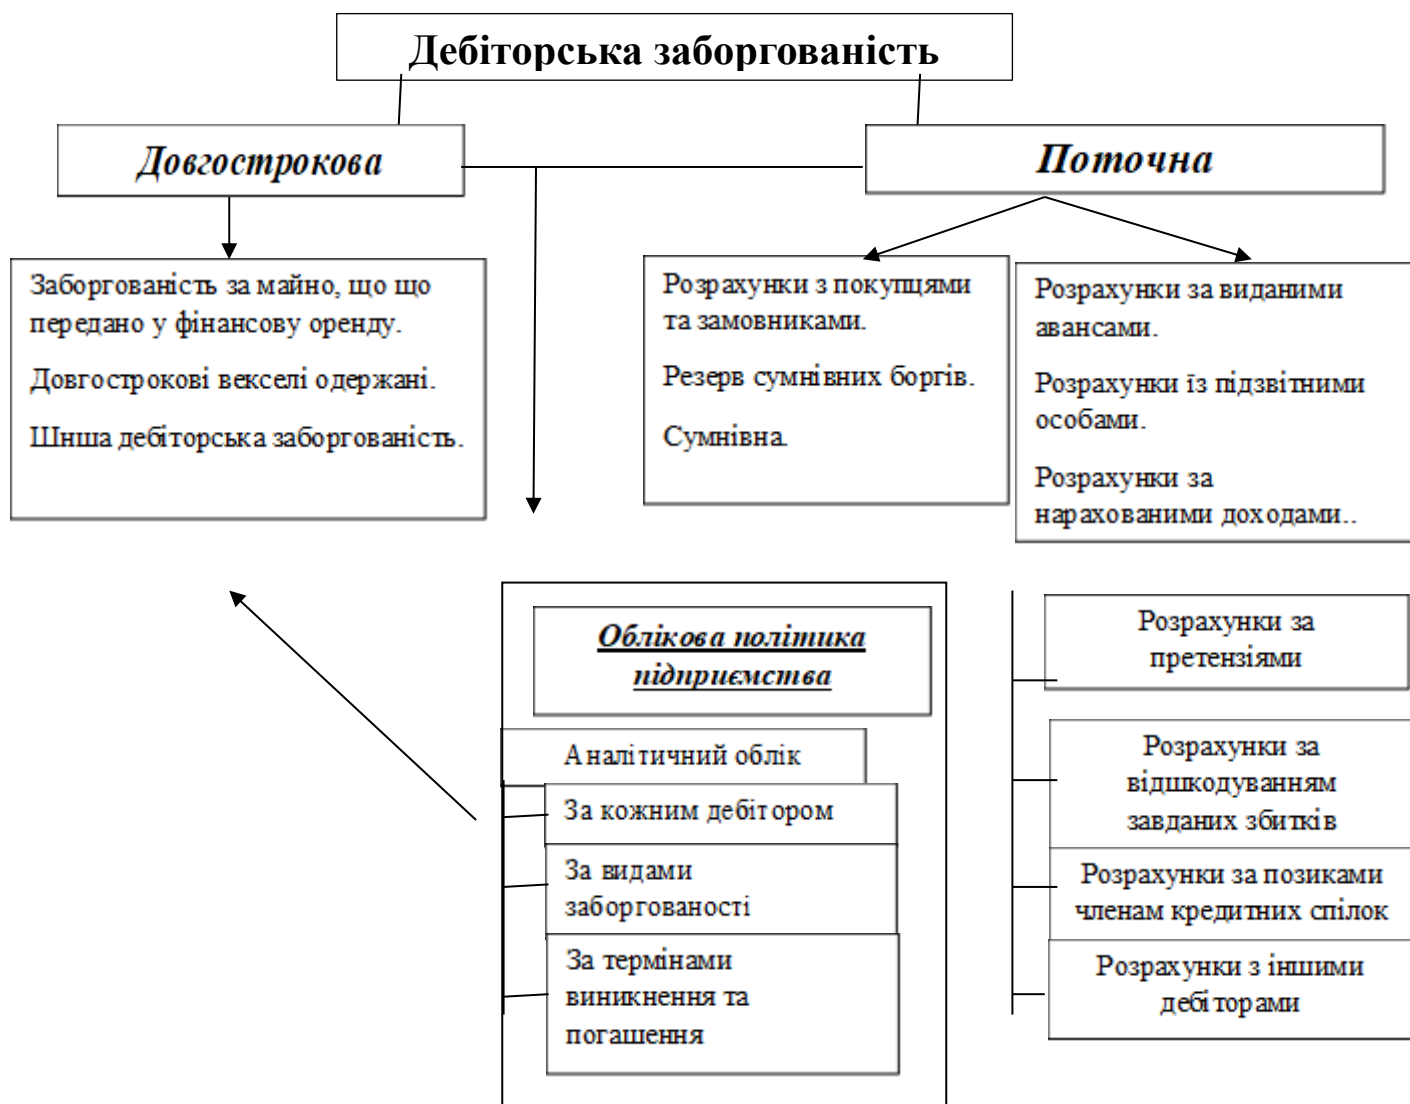 Дебіторська заборгованість
Довгострокова
Поточна
Заборгованість за майно, що що
передано у фінансову оренду.
Довгострокові векселі одержані.
Шнша дебіторська заборгованість.
Розрахунки з покупцями
та замовниками.
Резерв сумнівних боргів.
Сумнівна.
Розрахунки за виданими
авансами.
Розрахунки їз підзвітними
особами.
Розрахунки за
нарахованими доходами..
Облікова політика
підприємства
Аналітичний облік
За кожним дебітором
За видами
заборгованості
За термінами
виникнення та
погашення
Розрахунки за
претензіями
Розрахунки за
відшкодуванням
завданих збитків
Розрахунки за позиками
членам кредитних спілок
Розрахунки з іншими
дебіторами